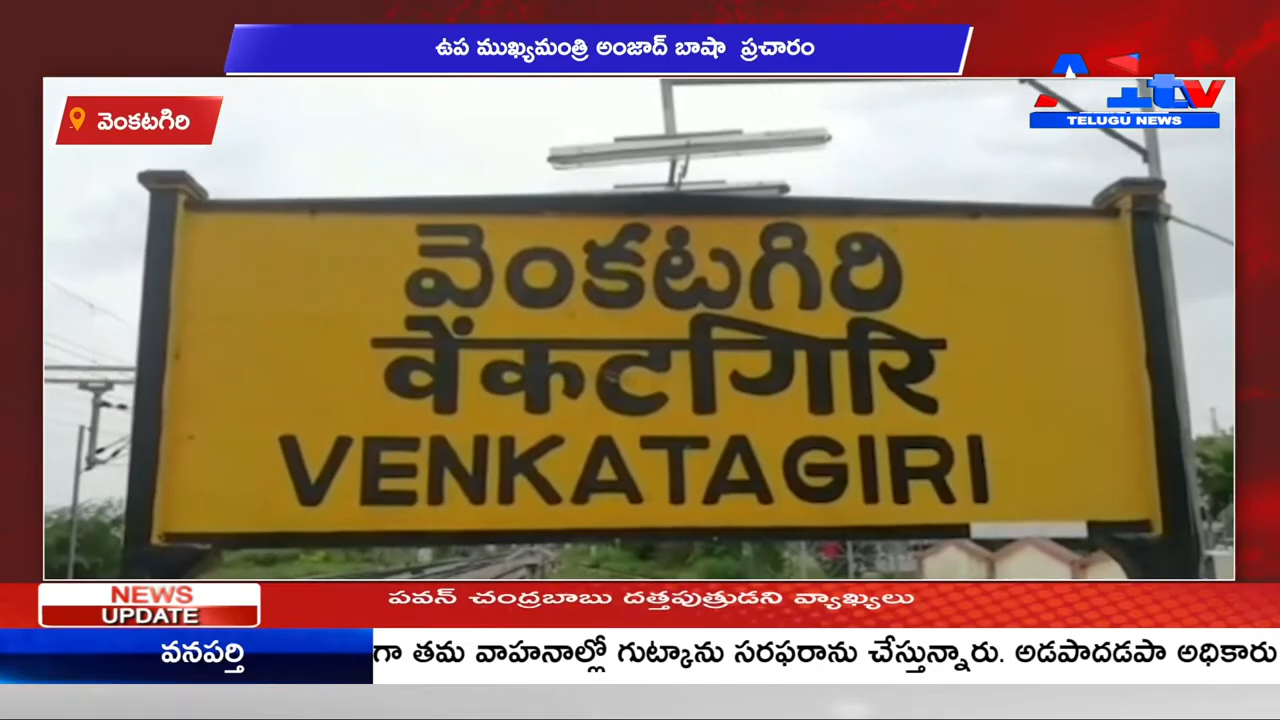 ఉప ముఖ్యమంత్రి అంజాద్ బాషా ప్రచారం
వెంకటగిరి
A1tv
TELUGU NEWS
వెంకటగిరి
वेंकटगिरि
VENKATAGIRI
NEWS
UPDATE
పవన్ చంద్రబాబు దత్తపుత్రుడని వ్యాఖ్యలు
వనపర్తి
గా తమ వాహనాల్లో గుట్కాను సరఫరాను చేస్తున్నారు. అడపాదడపా అధికారు